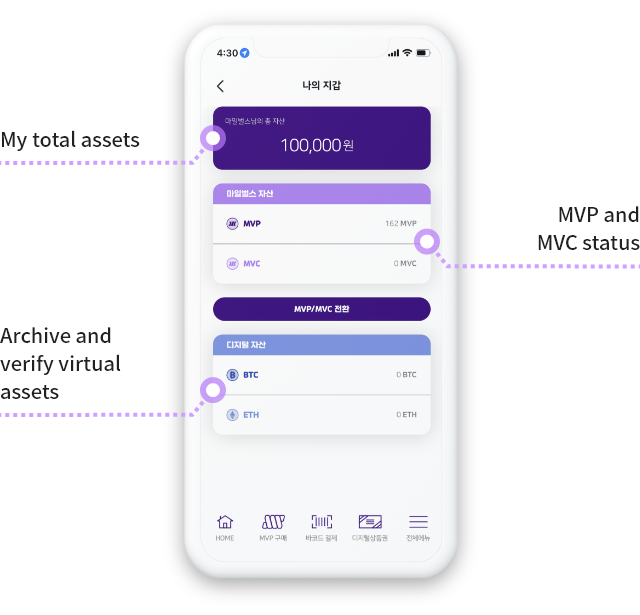 4:30
나의 지갑
마일벌스님의 총 자산
100,000원
My total assets
마일벌스 자산
MVP
162 MVP
MVC
0 MVC
MVP and
MVC status
MVP/MVC 전환
디지털 자산
BTC
0 BTC
ETH
0 ETH
Archive and
verify virtual
assets
HOME
MVP 구매
바코드 결제
디지털상품권
전체메뉴